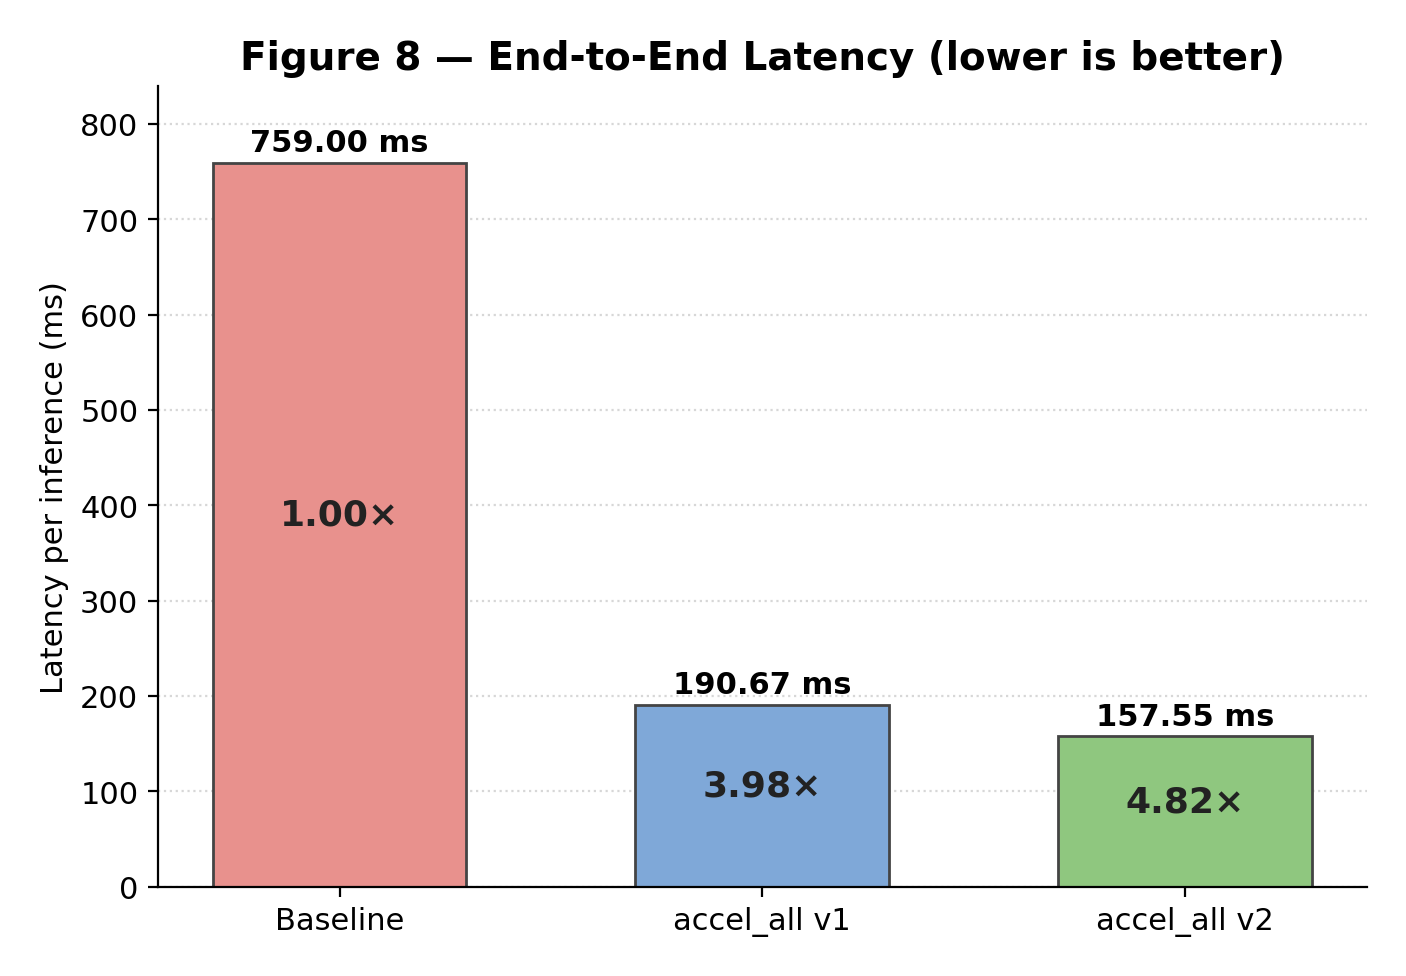 Figure 8 — End-to-End Latency (lower is better)
Latency per inference (ms)
800
700
600
500
400
300
200
100
0
759.00 ms
1.00×
190.67 ms
3.98×
157.55 ms
4.82×
Baseline
accel_all v1
accel_all v2